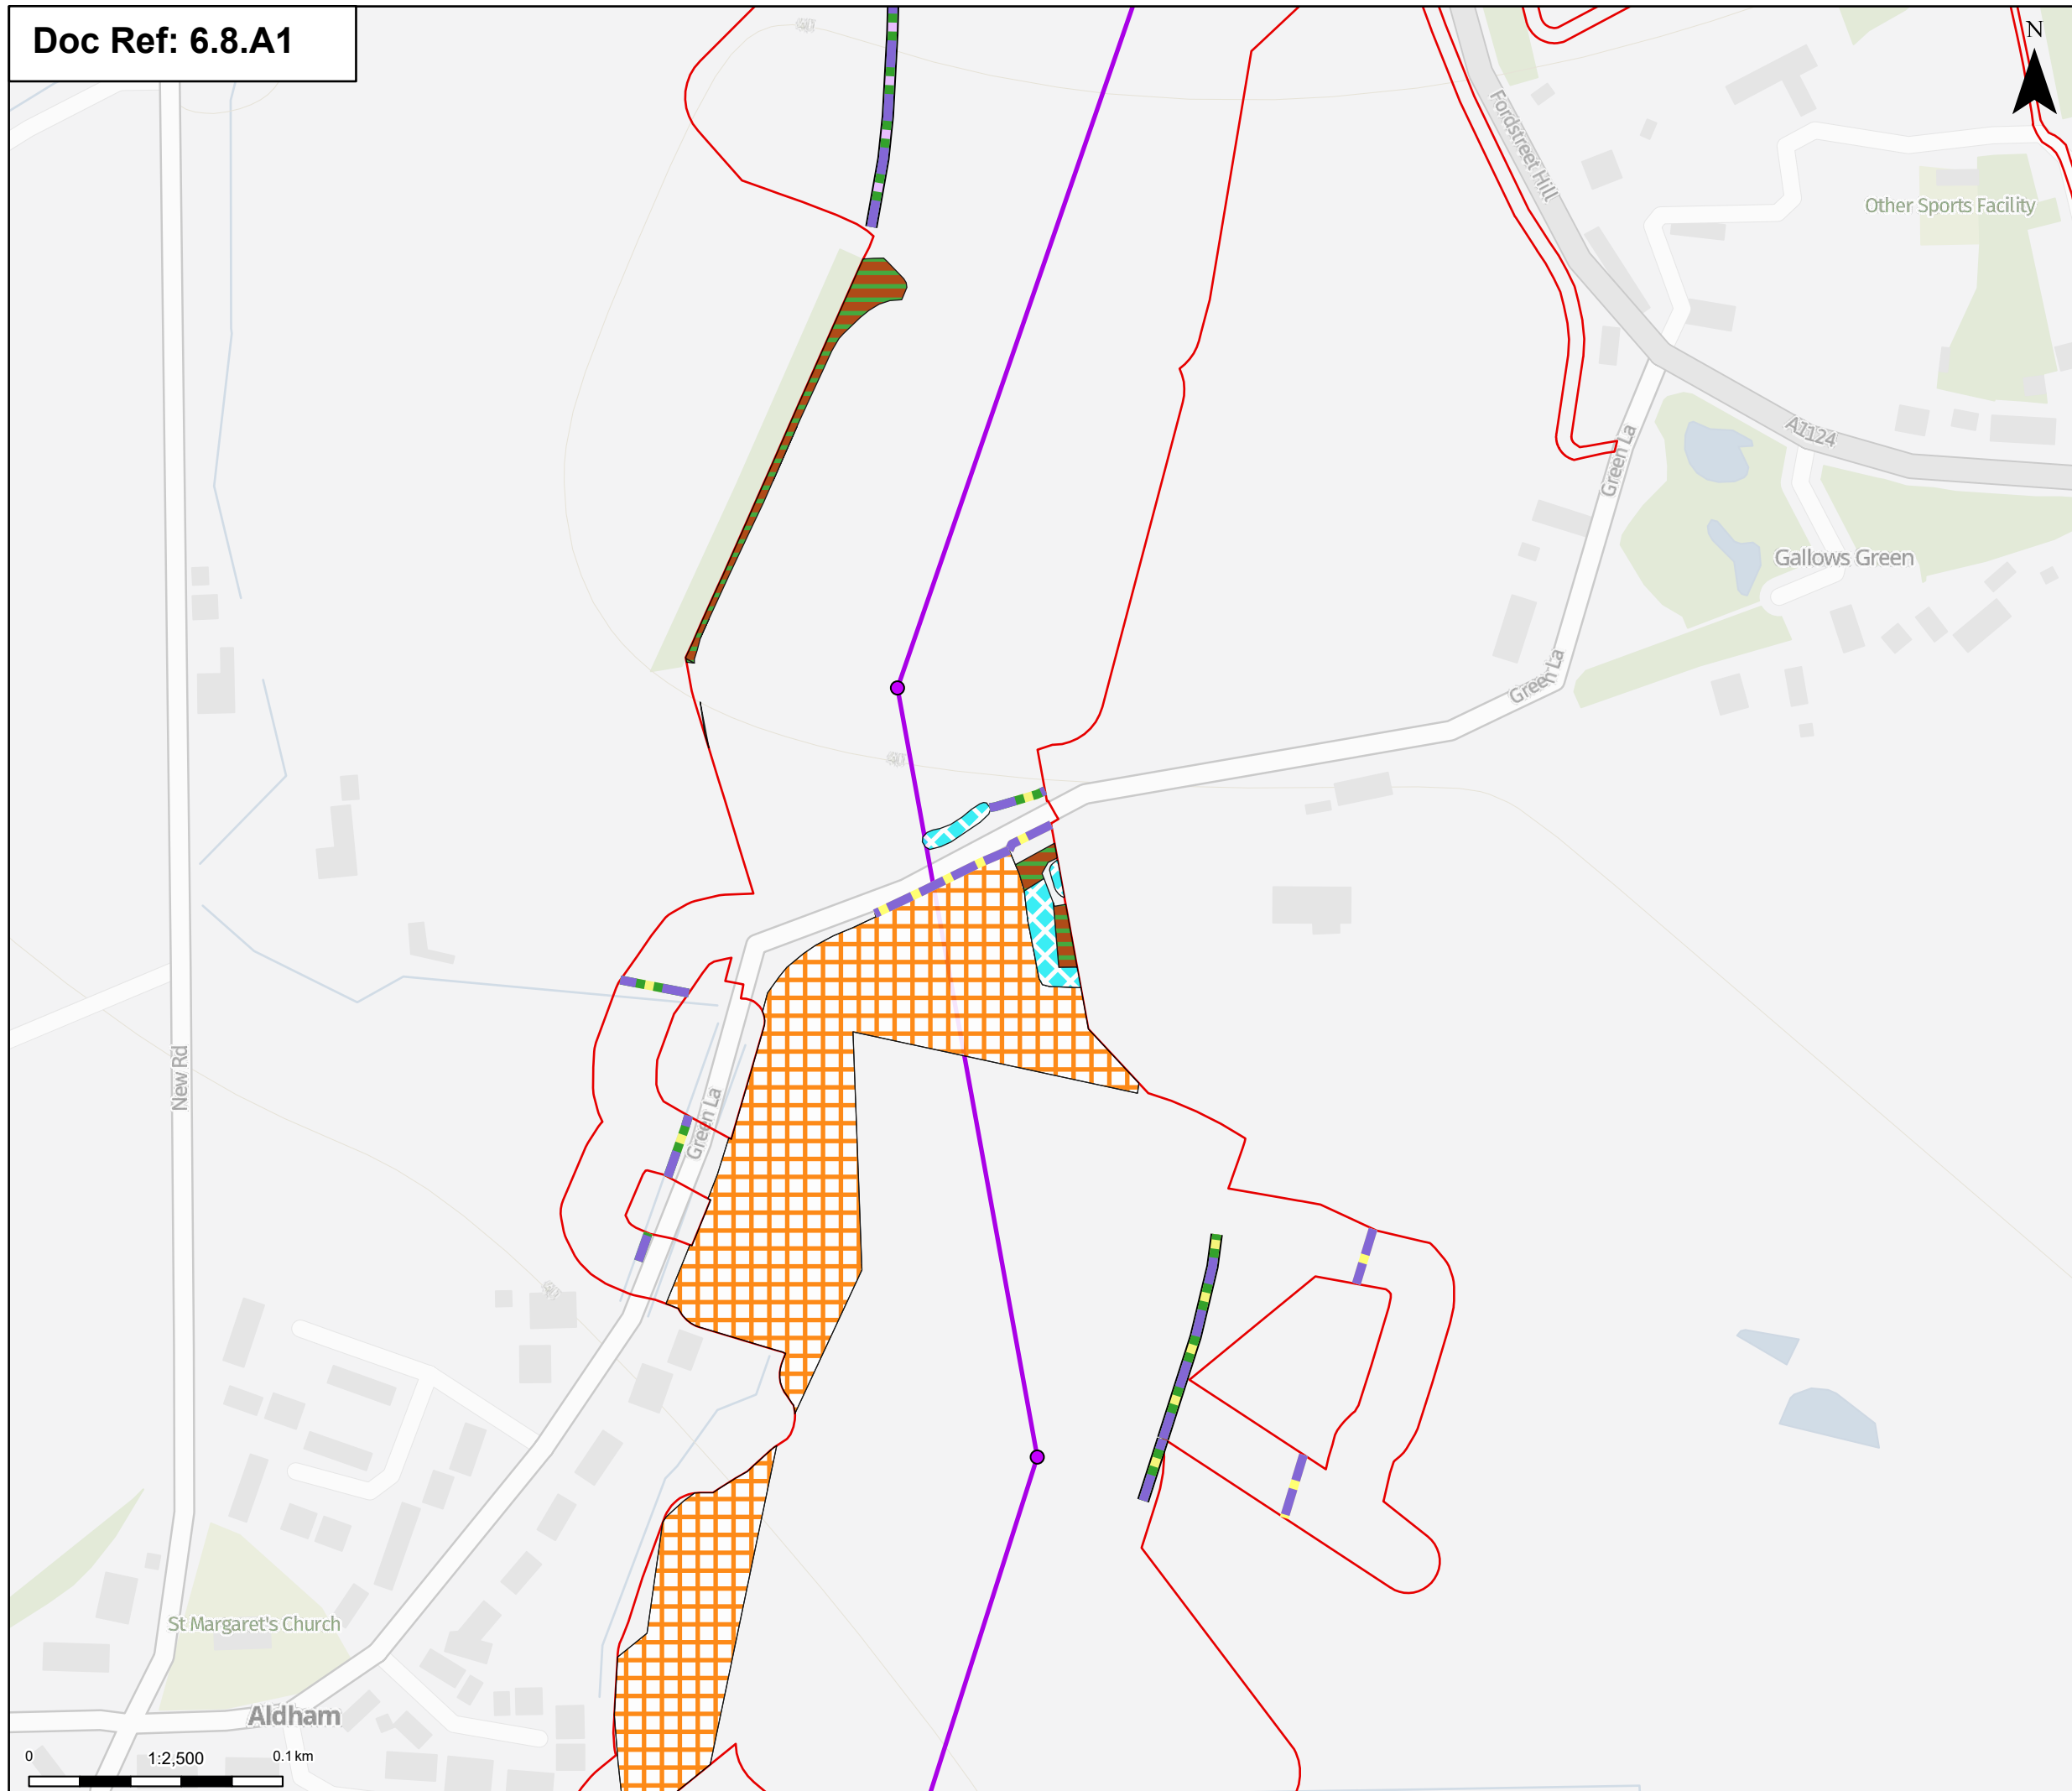 Doc Ref: 6.8.A1
N
Fordstreet Hill
Other Sports Facility
A1124
Green La
Gallows Green
Green La
New Rd
Green La
St Margaret's Church
Aldham
0 1:2,500 0.1 km